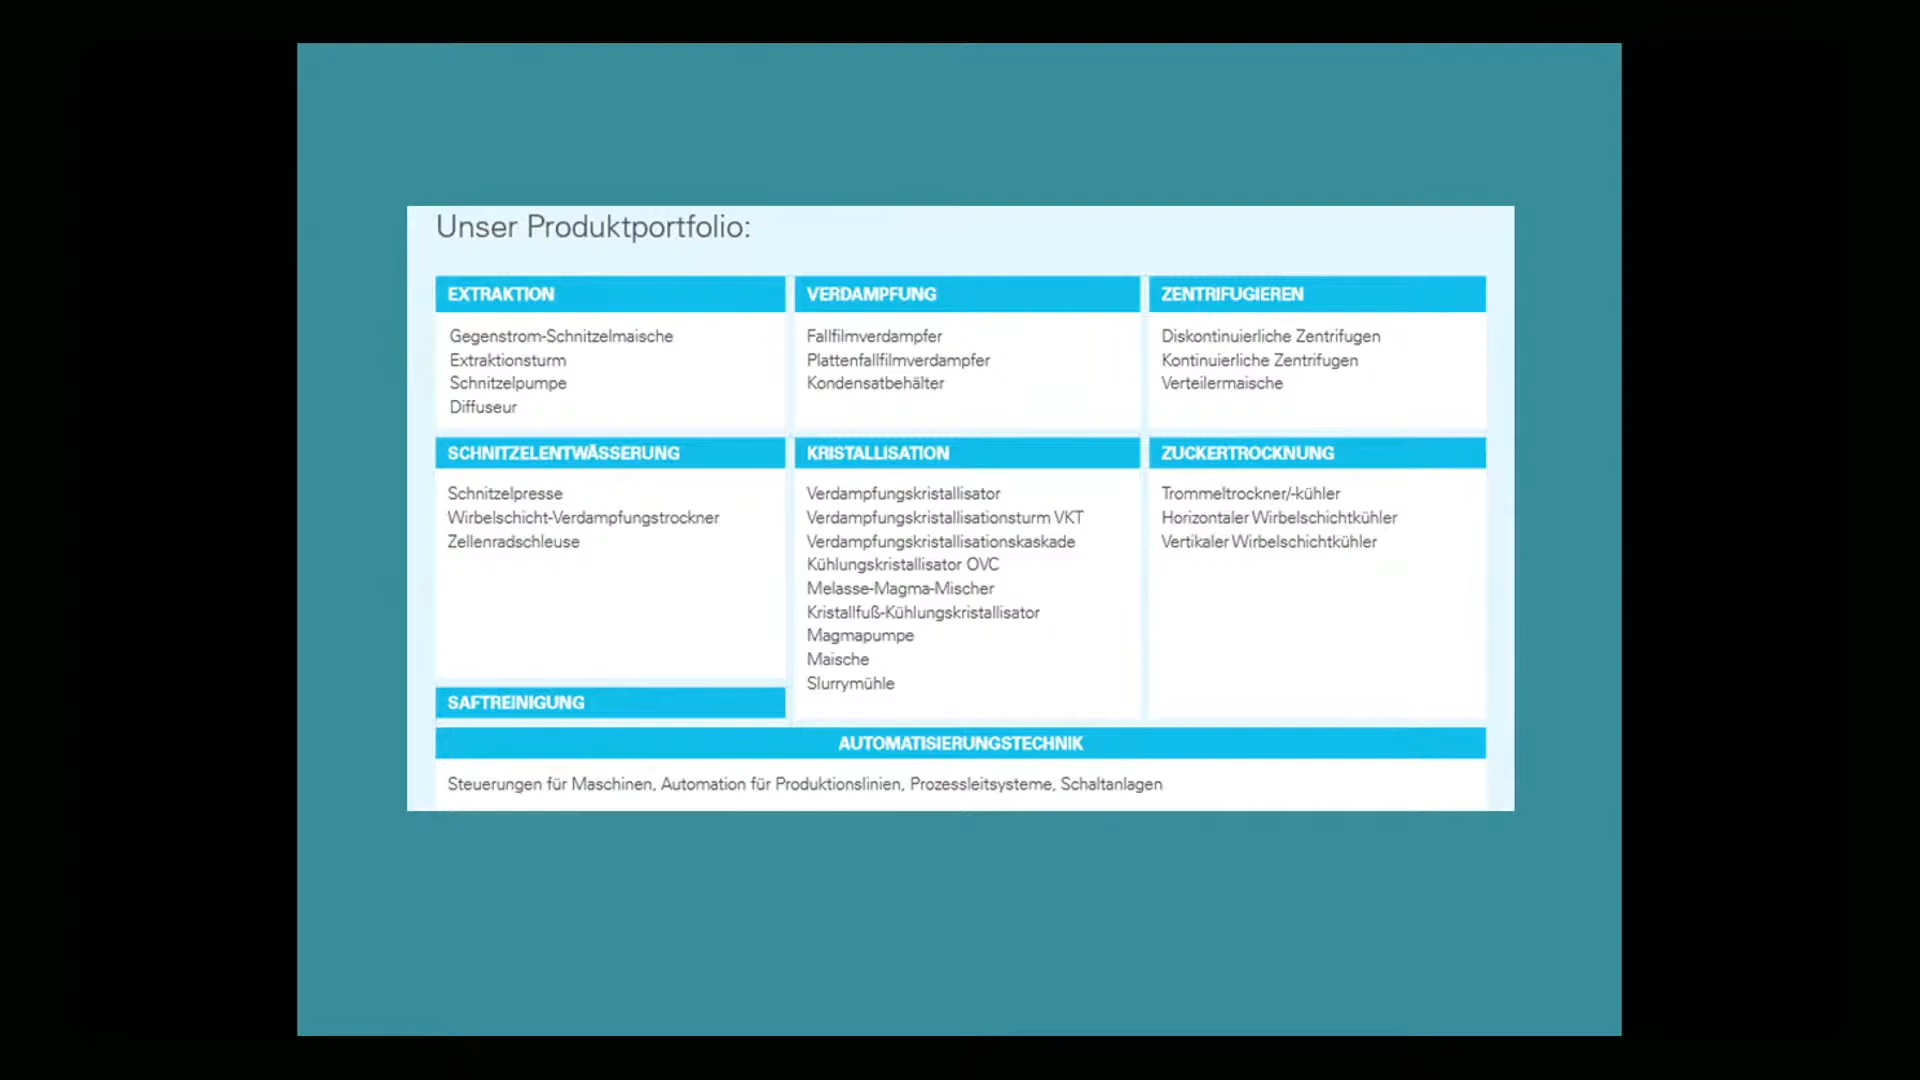 Unser Produktportfolio:
EXTRAKTION
Gegenstrom-Schnitzelmaische
Extraktionsturm
Schnitzelpumpe
Diffuseur
VERDAMPFUNG
Fallfilmverdampfer
Plattenfallfilmverdampfer
Kondensatbehälter
ZENTRIFUGIEREN
Diskontinuierliche Zentrifugen
Kontinuierliche Zentrifugen
Verteilermaische
SCHNITZELENTWÄSSERUNG
Schnitzelpresse
Wirbelschicht-Verdampfungstrockner
Zellenradschleuse
KRISTALLISATION
Verdampfungskristallisator
Verdampfungskristallisationsturm VKT
Verdampfungskristallisationskaskade
Kühlungskristallisator OVC
Melasse-Magma-Mischer
Kristallfuß-Kühlungskristallisator
Magmapumpe
Maische
Slurrymühle
ZUCKERTROCKNUNG
Trommeltrockner/-kühler
Horizontaler Wirbelschichtkühler
Vertikaler Wirbelschichtkühler
SAFTREINIGUNG
AUTOMATISIERUNGSTECHNIK
Steuerungen für Maschinen, Automation für Produktionslinien, Prozessleitsysteme, Schaltanlagen